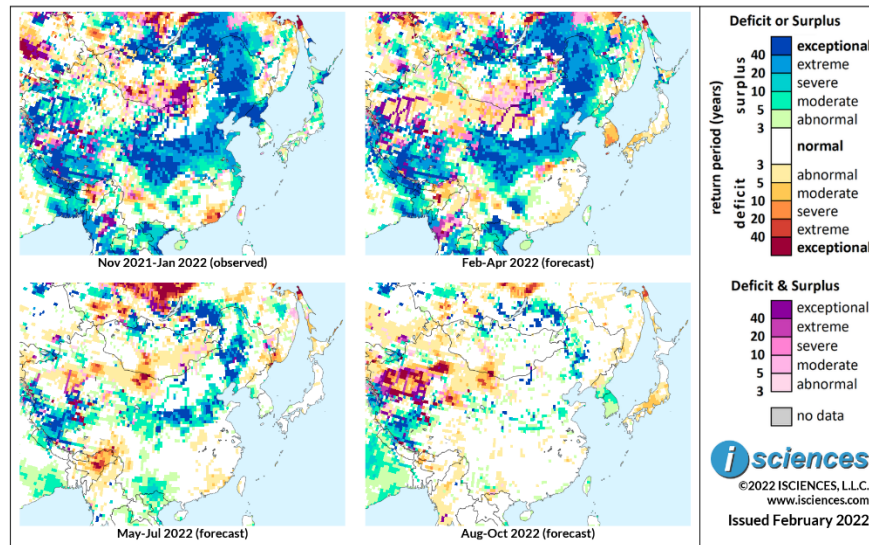 Deficit or Surplus
exceptional
40
extreme
20
severe
10
moderate
5
abnormal
3
normal
3
abnormal
5
moderate
10
severe
20
extreme
40
exceptional
return period (years)
surplus
deficit
Deficit & Surplus
exceptional
40
extreme
20
severe
10
moderate
5
abnormal
3
no data
i sciences
©2022 ISCIENCES, L.L.C.
www.isciences.com
Issued February 2022
Nov 2021-Jan 2022 (observed)
Feb-Apr 2022 (forecast)
May-Jul 2022 (forecast)
Aug-Oct 2022 (forecast)